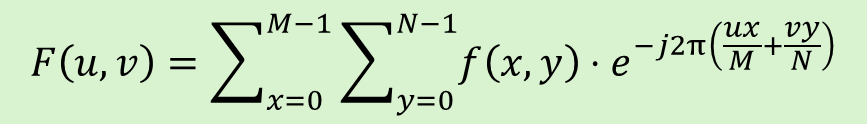 F(u, v) = ∑_{x=0}^{M−1} ∑_{y=0}^{N−1} f(x, y) · e^{−j2π(ux/M + vy/N)}